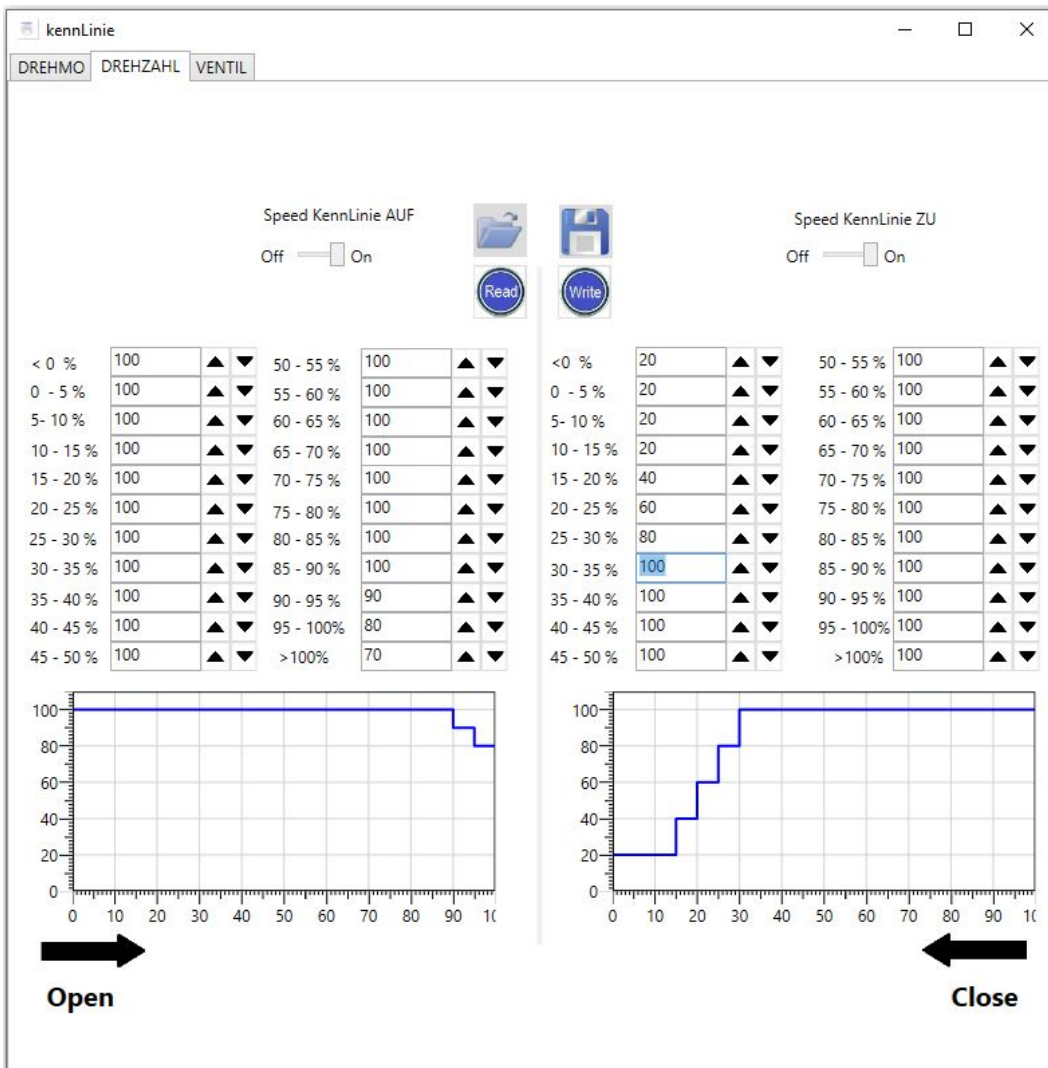 kennLinie
DREHMO DREHZAHL VENTIL
Speed KennLinie AUF
Off On
Speed KennLinie ZU
Off On
Read Write
< 0 % 100 50 - 55 % 100 <0 % 20 50 - 55 % 100
0 - 5 % 100 55 - 60 % 100 0 - 5 % 20 55 - 60 % 100
5- 10 % 100 60 - 65 % 100 5- 10 % 20 60 - 65 % 100
10 - 15 % 100 65 - 70 % 100 10 - 15 % 20 65 - 70 % 100
15 - 20 % 100 70 - 75 % 100 15 - 20 % 40 70 - 75 % 100
20 - 25 % 100 75 - 80 % 100 20 - 25 % 60 75 - 80 % 100
25 - 30 % 100 80 - 85 % 100 25 - 30 % 80 80 - 85 % 100
30 - 35 % 100 85 - 90 % 100 30 - 35 % 100 85 - 90 % 100
35 - 40 % 100 90 - 95 % 90 35 - 40 % 100 90 - 95 % 100
40 - 45 % 100 95 - 100% 80 40 - 45 % 100 95 - 100% 100
45 - 50 % 100 >100% 70 45 - 50 % 100 >100% 100
100 100
80 80
60 60
40 40
20 20
0 0
0 10 20 30 40 50 60 70 80 90 10 0 10 20 30 40 50 60 70 80 90 10
Open Close